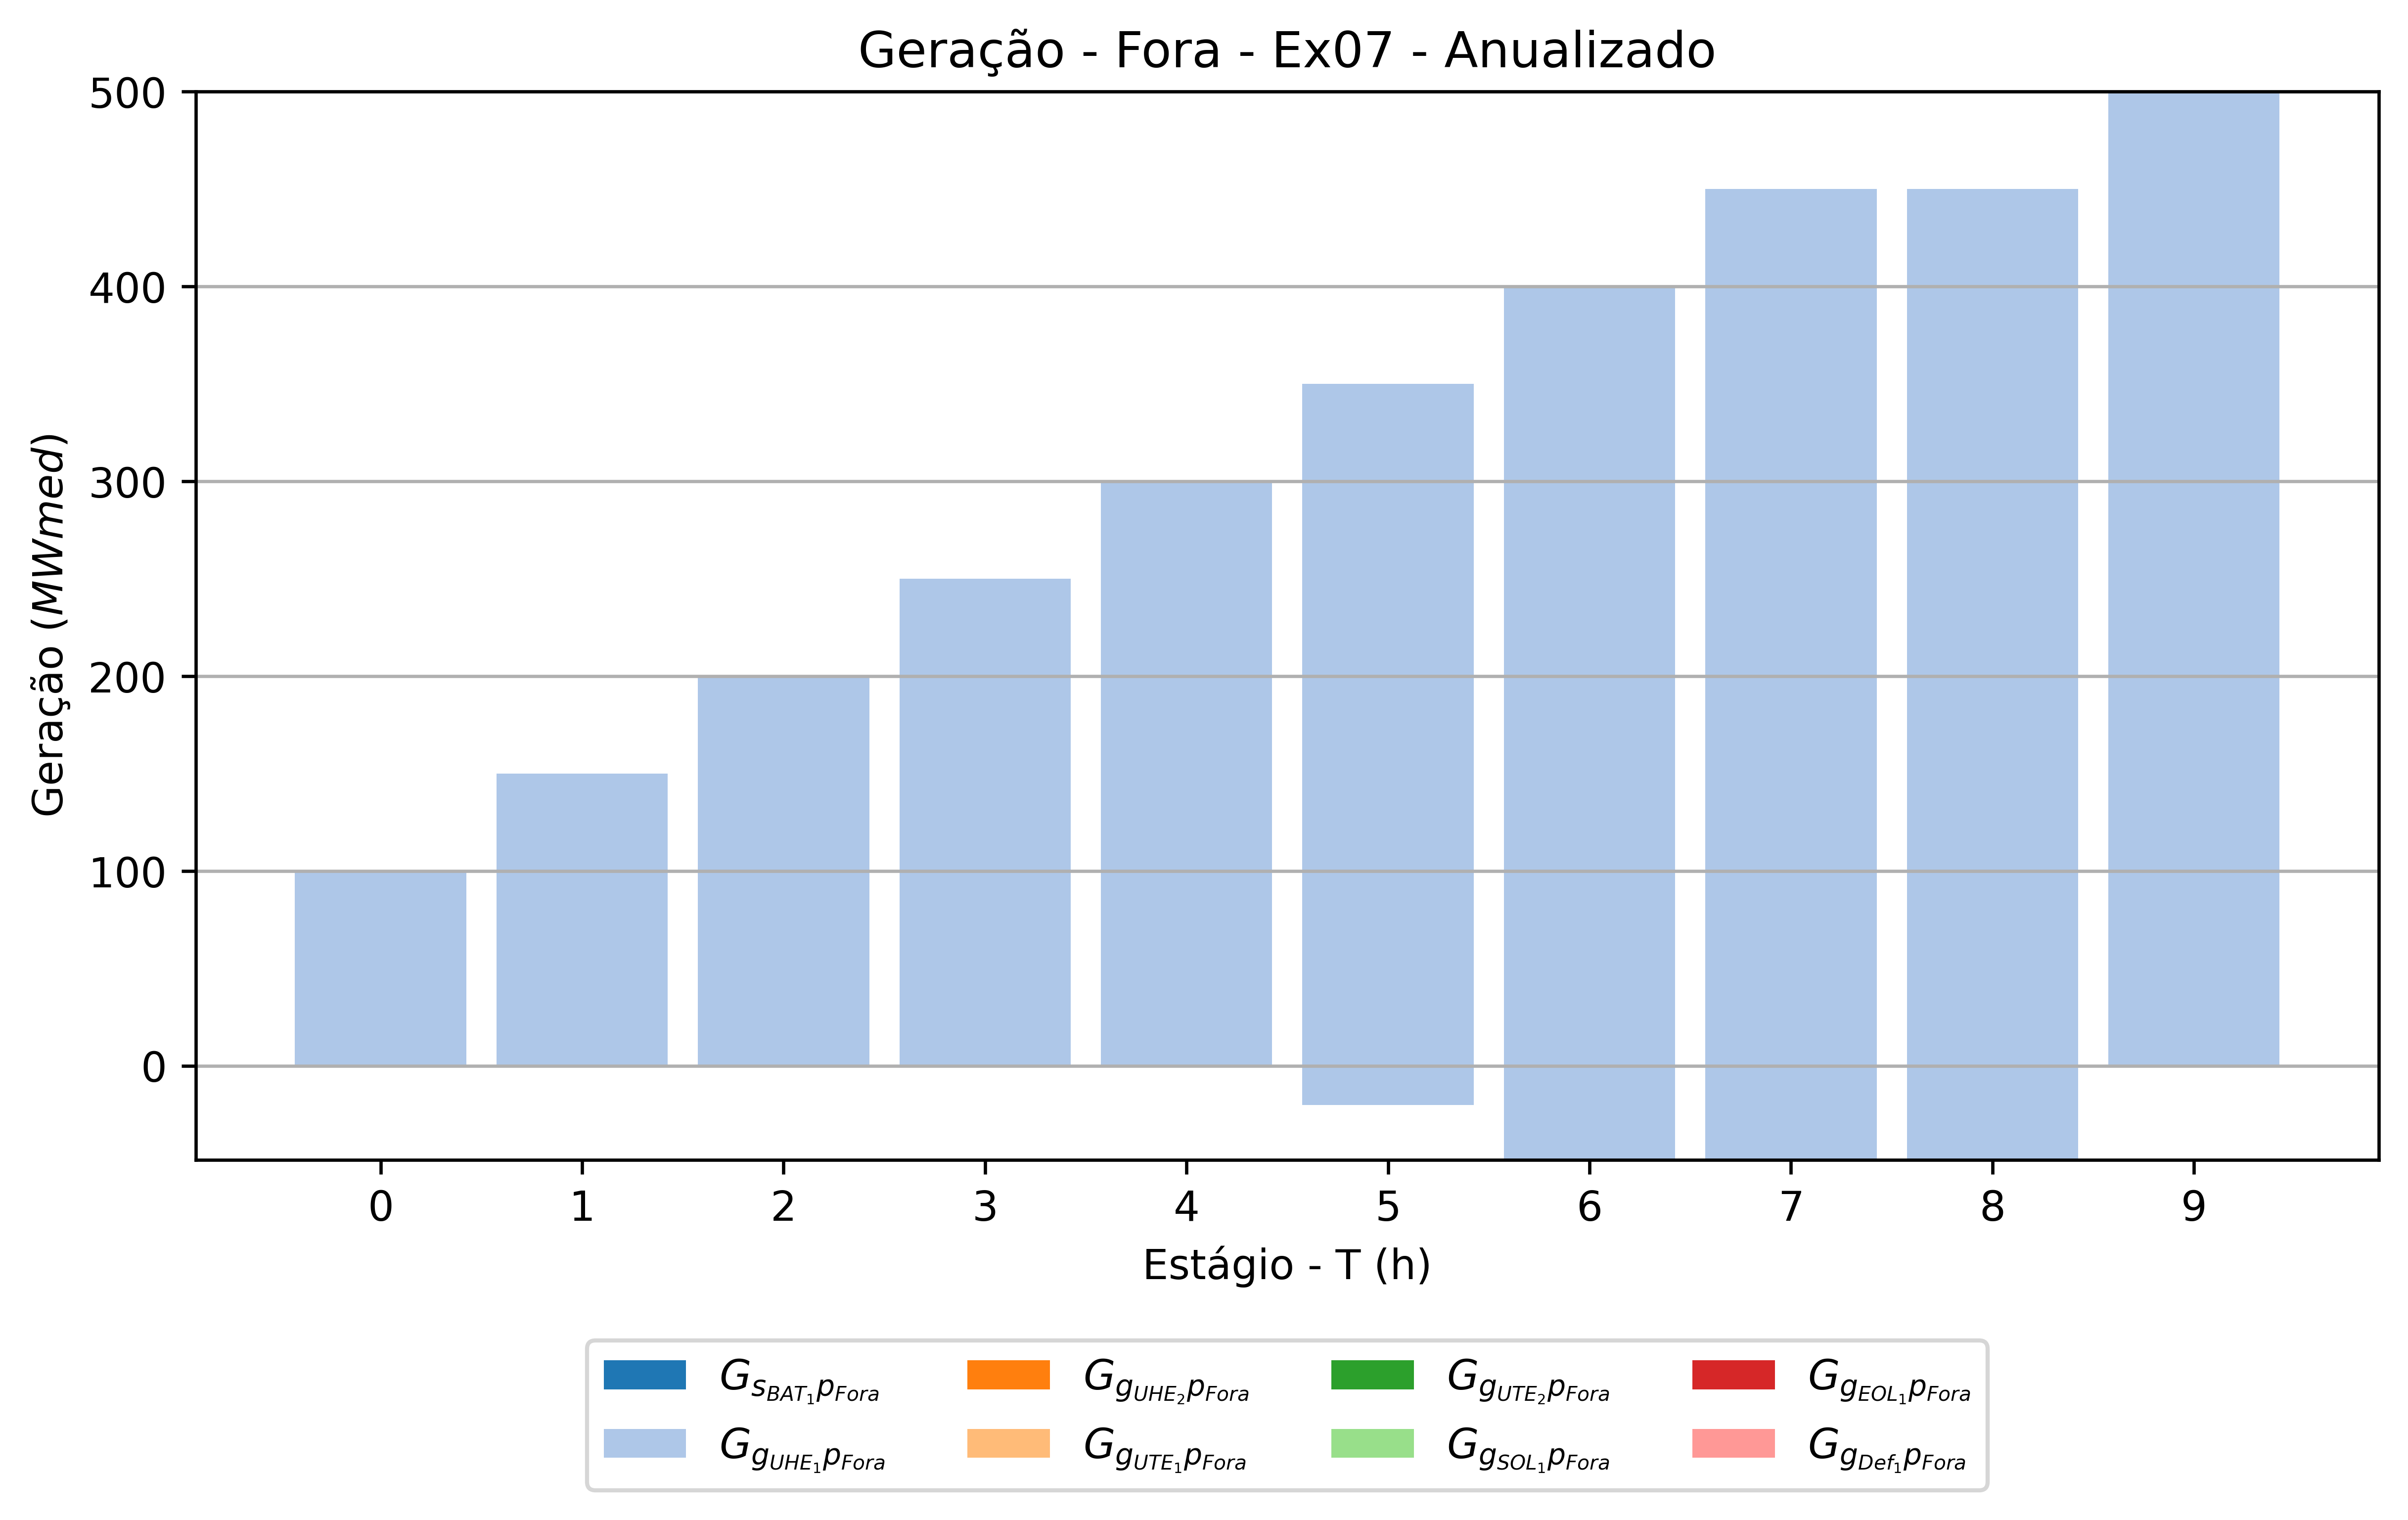 Geração - Fora - Ex07 - Anualizado
Geração (MWmed)
500
400
300
200
100
0
0 1 2 3 4 5 6 7 8 9
Estágio - T (h)
G_{s_{BAT_1}p_{Fora}} G_{g_{UHE_2}p_{Fora}} G_{g_{UTE_2}p_{Fora}} G_{g_{EOL_1}p_{Fora}}
G_{g_{UHE_1}p_{Fora}} G_{g_{UTE_1}p_{Fora}} G_{g_{SOL_1}p_{Fora}} G_{g_{Def_1}p_{Fora}}